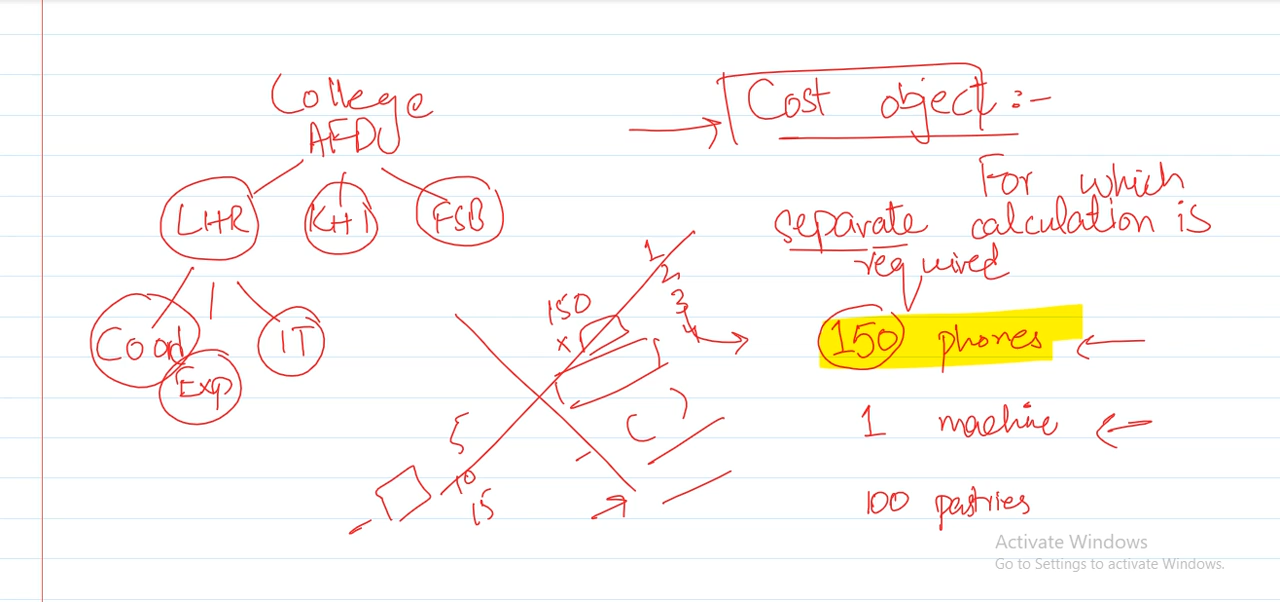 College
AFDU
LHR KHI FSB
Coord IT
Exp
Cost object :-
For which
separate calculation is
required
1
2
3
4
150
x
150 phones
1 machine
100 pastries
5
10
15
( )
Activate Windows
Go to Settings to activate Windows.